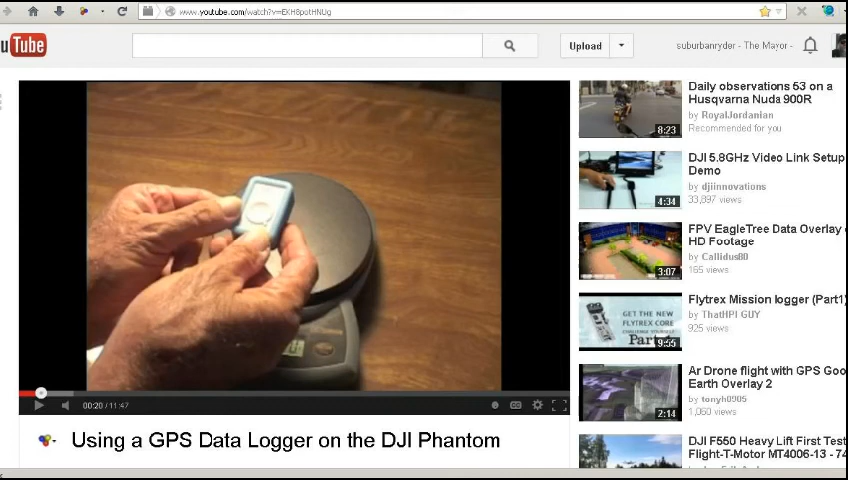 www.youtube.com/watch?v=EKH8potHNUg
uTube
Upload
suburbanryder - The Mayor -
Daily observations 53 on a
Husqvarna Nuda 900R
by RoyalJordanian
Recommended for you
8:23
DJI 5.8GHz Video Link Setup
Demo
by djiinnovations
33,897 views
4:34
FPV EagleTree Data Overlay
HD Footage
by Callidus80
165 views
3:07
Flytrex Mission logger (Part1)
by ThatHPI GUY
925 views
GET THE NEW
FLYTREX CORE
Part
9:55
Ar Drone flight with GPS Goo
Earth Overlay 2
by tonyh0905
1,060 views
2:14
DJI F550 Heavy Lift First Test
Flight-T-Motor MT4006-13 - 74
00:20 / 11:47
Using a GPS Data Logger on the DJI Phantom